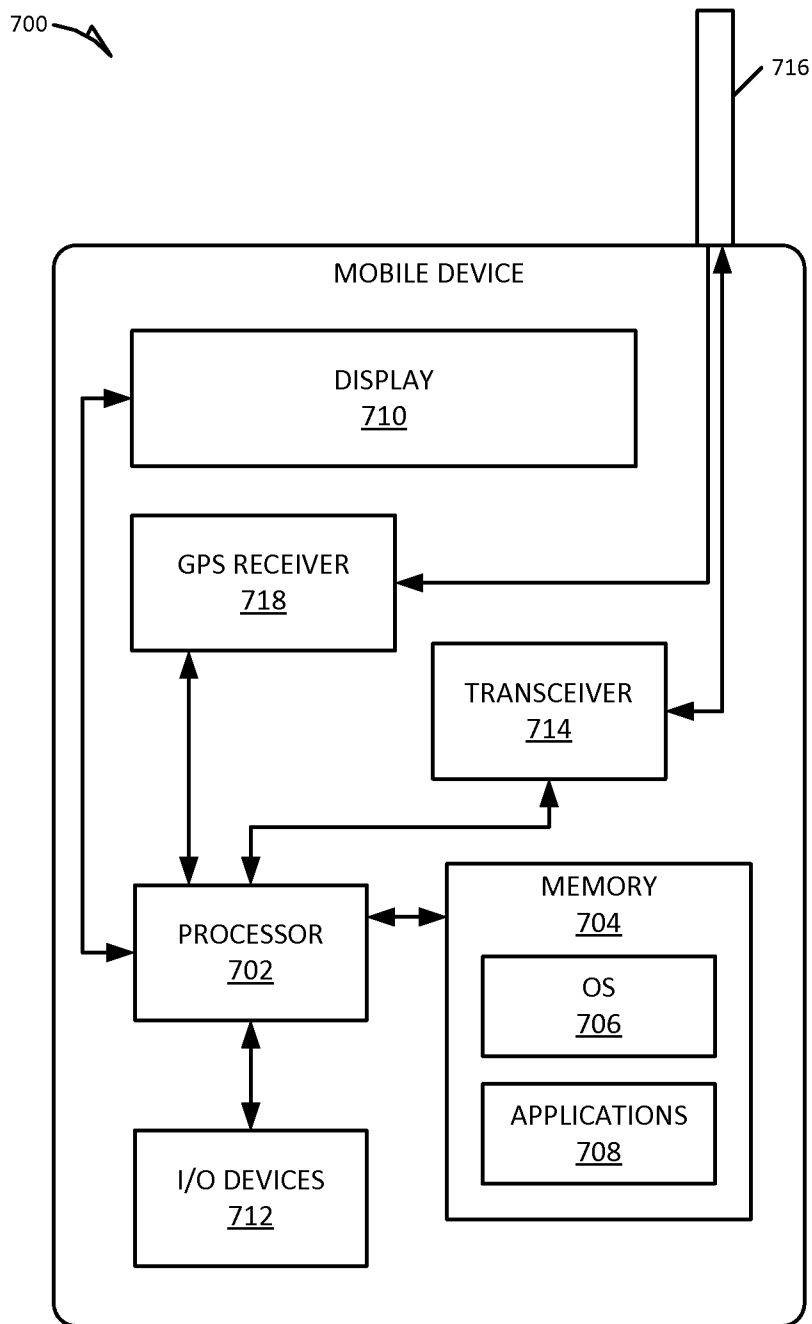 700
716
MOBILE DEVICE
DISPLAY
710
GPS RECEIVER
718
TRANSCEIVER
714
MEMORY
704
PROCESSOR
702
OS
706
APPLICATIONS
708
I/O DEVICES
712